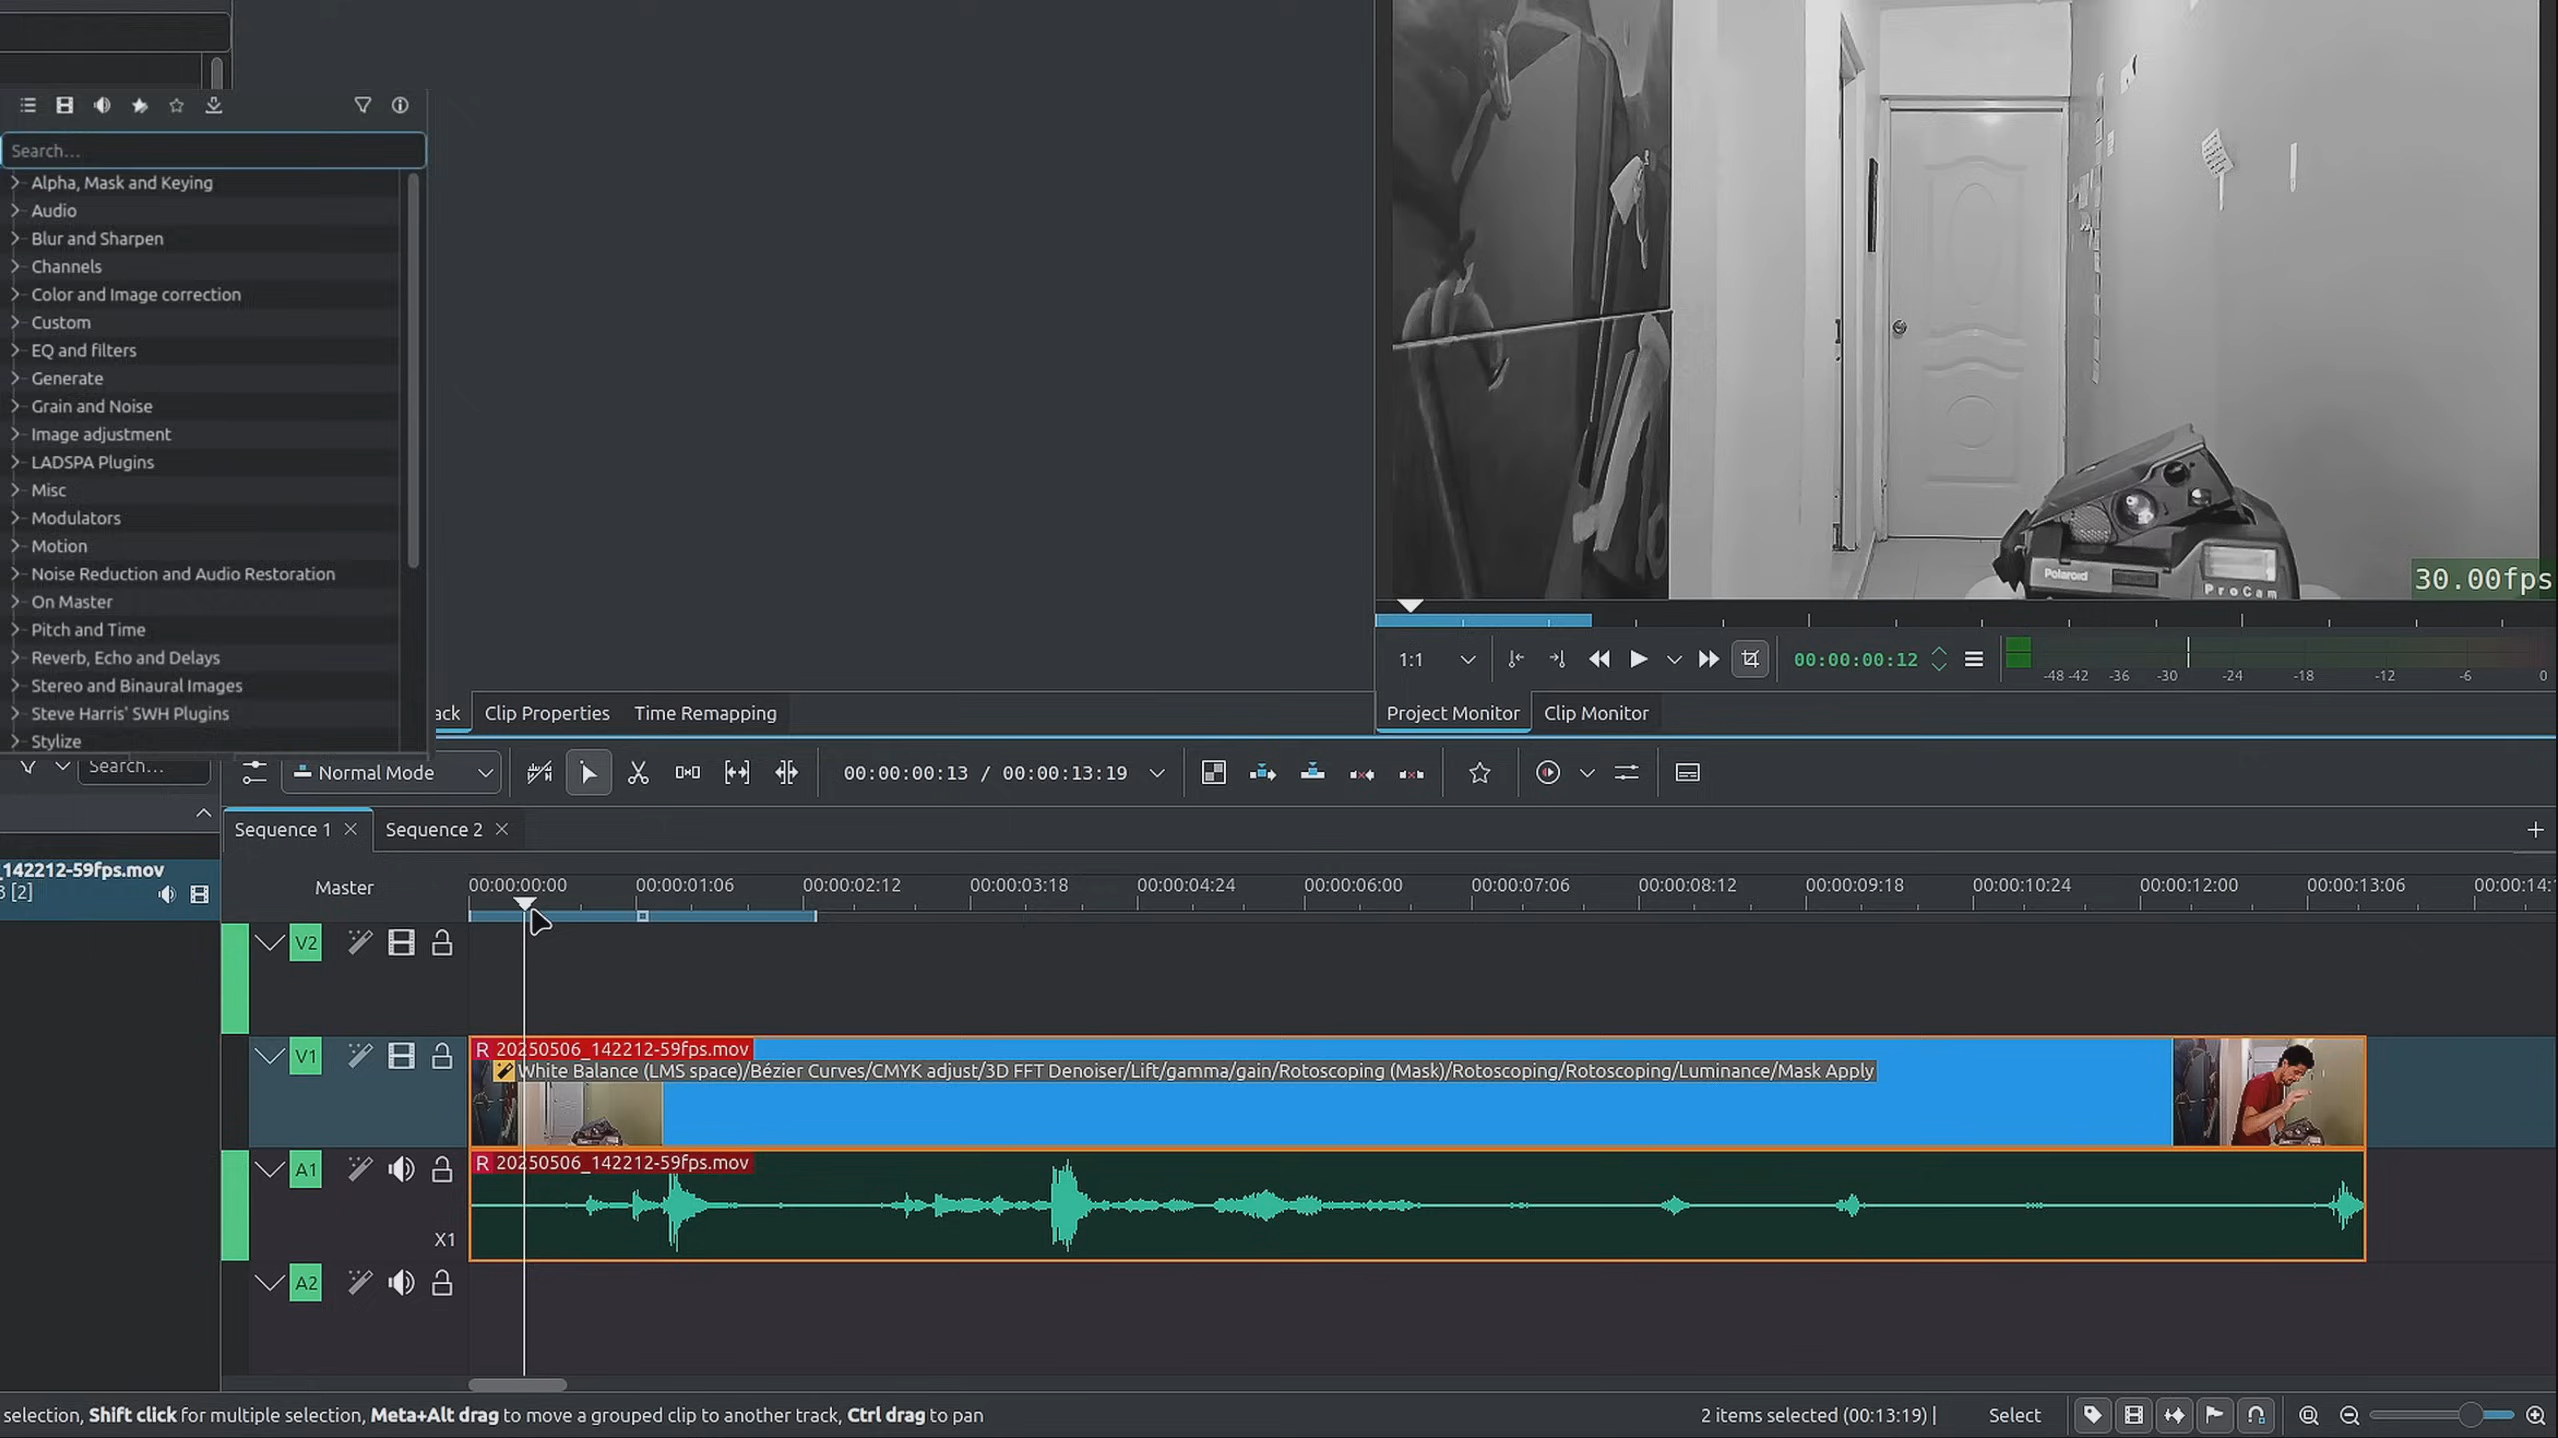 Search...
Alpha, Mask and Keying
Audio
Blur and Sharpen
Channels
Color and Image correction
Custom
EQ and filters
Generate
Grain and Noise
Image adjustment
LADSPA Plugins
Misc
Modulators
Motion
Noise Reduction and Audio Restoration
On Master
Pitch and Time
Reverb, Echo and Delays
Stereo and Binaural Images
Steve Harris' SWH Plugins
Stylize
Polaroid
ProCam
30.00fps
1:1
00:00:00:12
-48 -42 -36 -30 -24 -18 -12 -6 0
ack Clip Properties Time Remapping
Project Monitor Clip Monitor
Search...
Normal Mode
00:00:00:13 / 00:00:13:19
Sequence 1
Sequence 2
_142212-59fps.mov
[2]
Master
00:00:00:00 00:00:01:06 00:00:02:12 00:00:03:18 00:00:04:24 00:00:06:00 00:00:07:06 00:00:08:12 00:00:09:18 00:00:10:24 00:00:12:00 00:00:13:06 00:00:14:
V2
V1
R 20250506_142212-59fps.mov
White Balance (LMS space)/Bézier Curves/CMYK adjust/3D FFT Denoiser/Lift/gamma/gain/Rotoscoping (Mask)/Rotoscoping/Rotoscoping/Luminance/Mask Apply
A1
R 20250506_142212-59fps.mov
X1
A2
selection, Shift click for multiple selection, Meta+Alt drag to move a grouped clip to another track, Ctrl drag to pan
2 items selected (00:13:19) |
Select